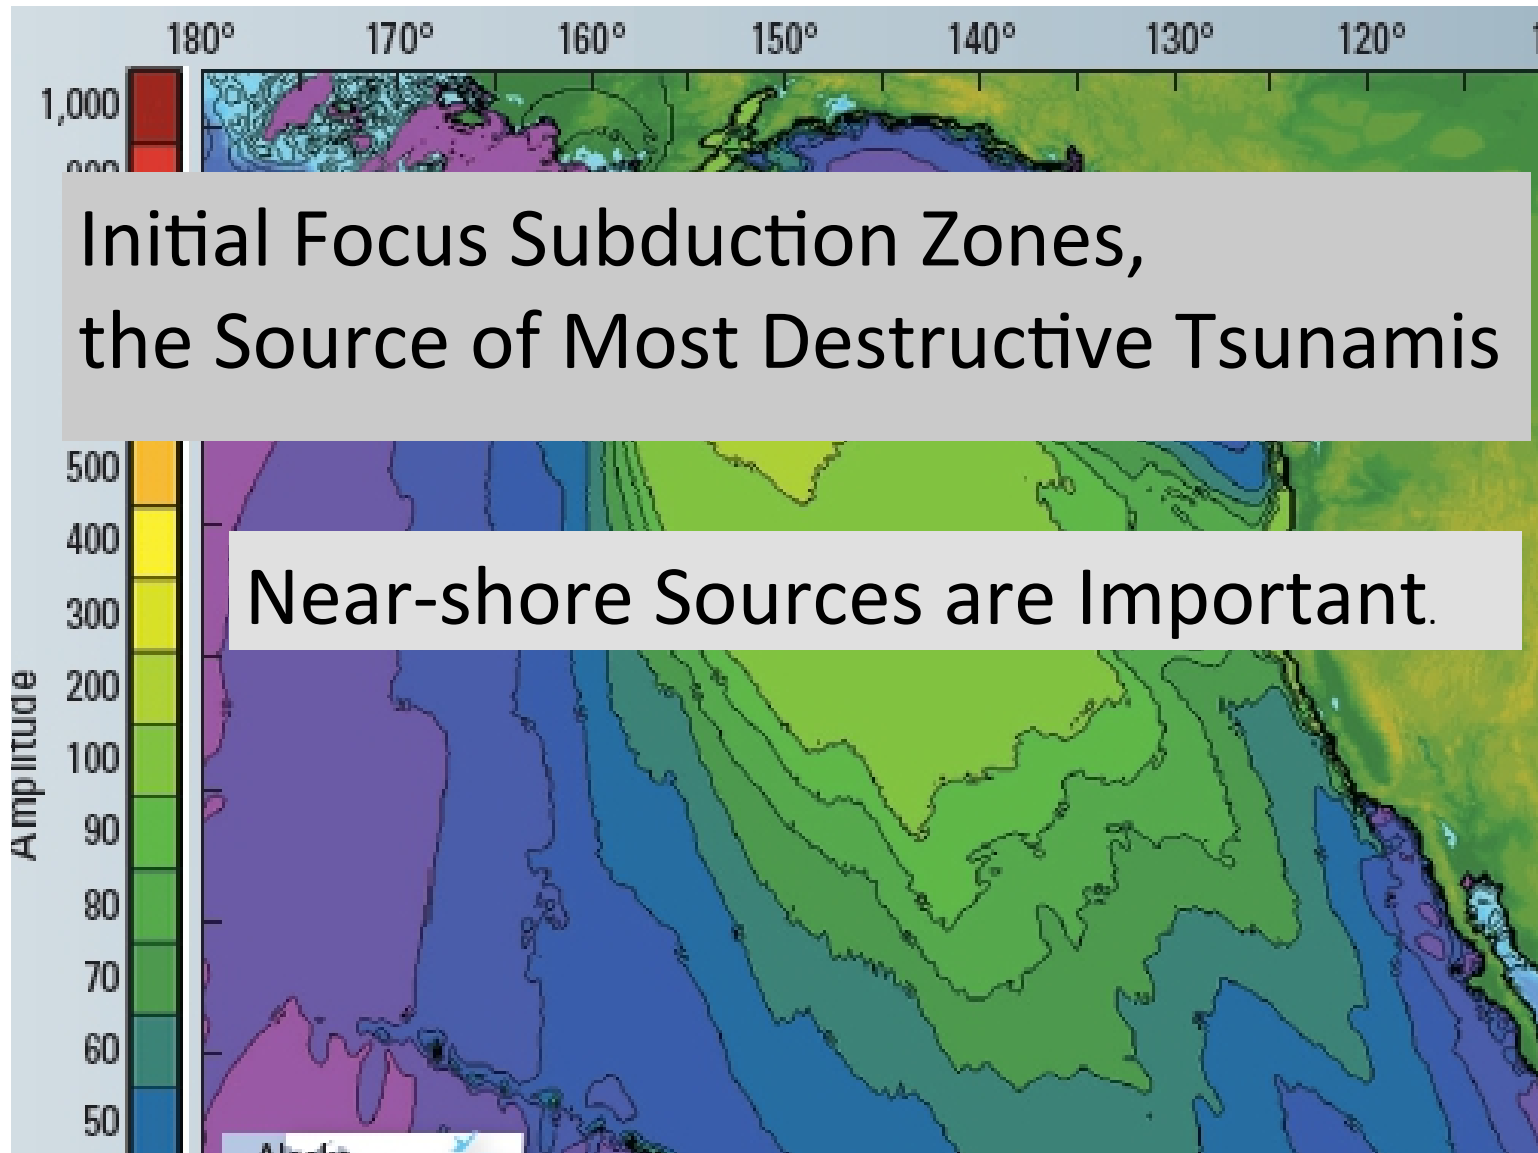 180° 170° 160° 150° 140° 130° 120°
1,000
Initial Focus Subduction Zones,
the Source of Most Destructive Tsunamis
500
400
Near-shore Sources are Important.
300
200
100
90
80
70
60
50
Amplitude